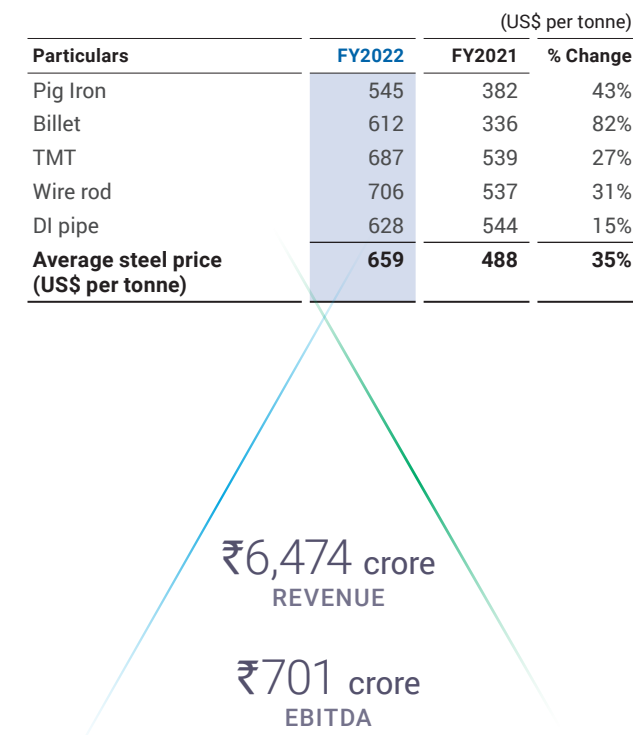 (US$ per tonne)
Particulars FY2022 FY2021 % Change
Pig Iron 545 382 43%
Billet 612 336 82%
TMT 687 539 27%
Wire rod 706 537 31%
DI pipe 628 544 15%
Average steel price 659 488 35%
(US$ per tonne)
₹6,474 crore
REVENUE
₹701 crore
EBITDA